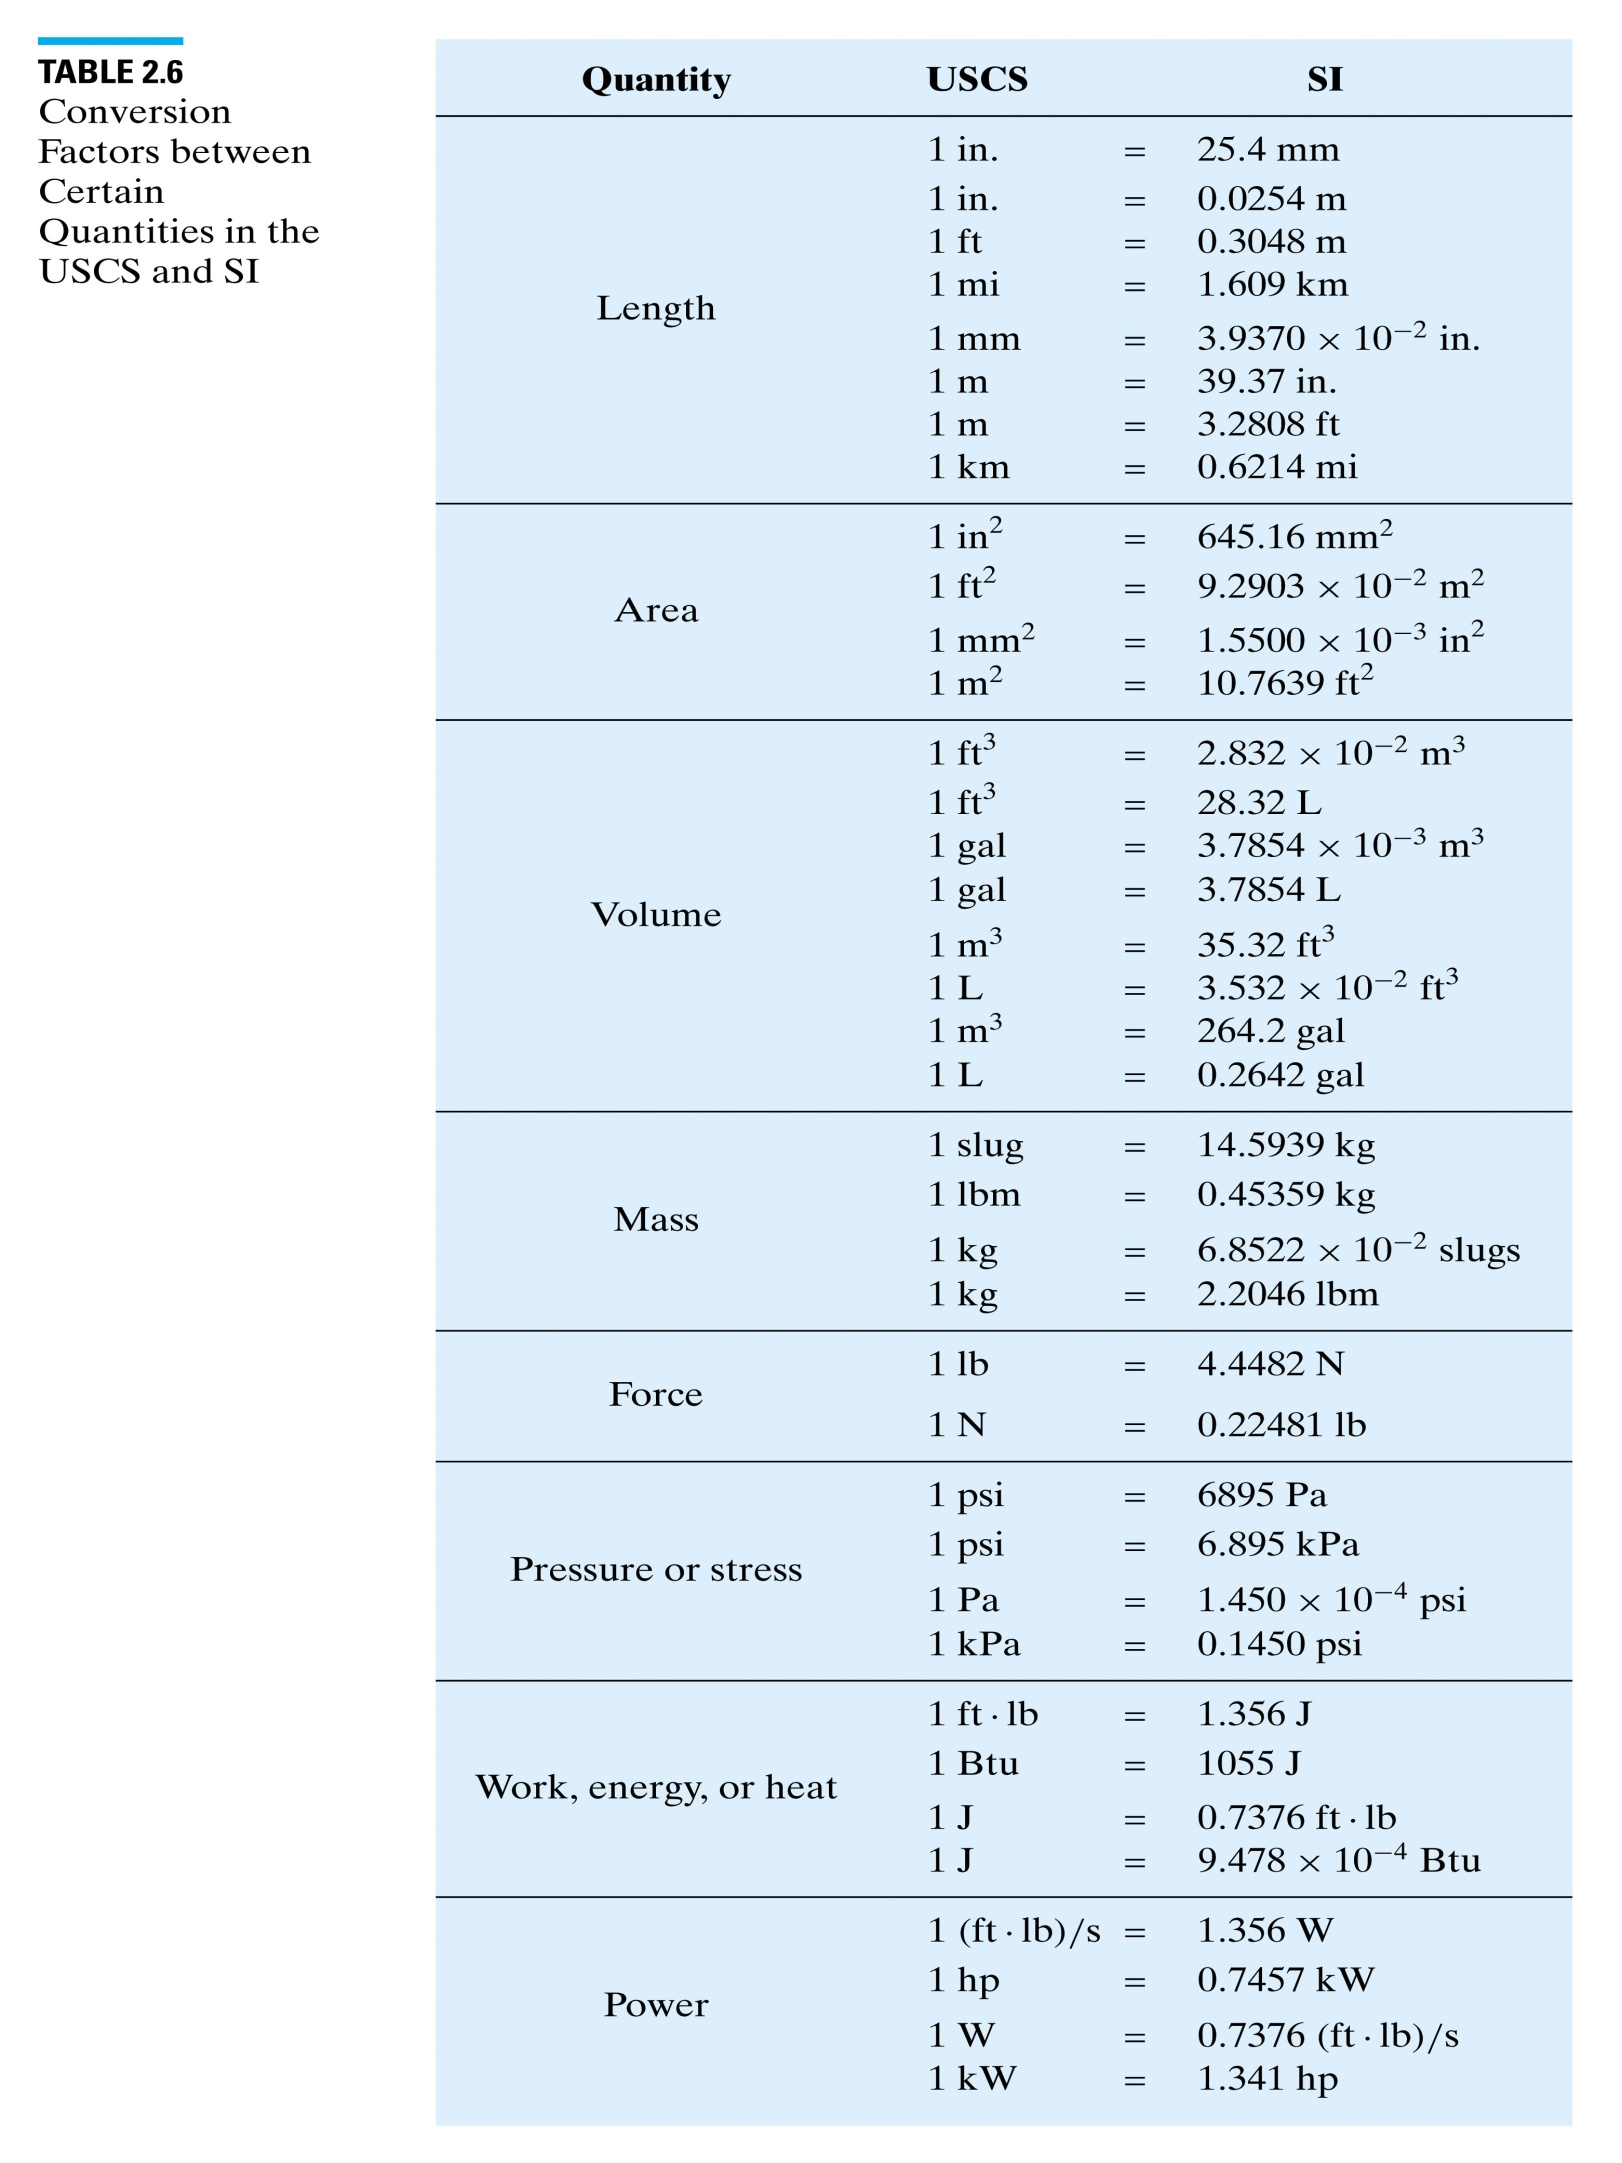 TABLE 2.6
Conversion
Factors between
Certain
Quantities in the
USCS and SI
Quantity USCS SI
Length
1 in. = 25.4 mm
1 in. = 0.0254 m
1 ft = 0.3048 m
1 mi = 1.609 km
1 mm = 3.9370 × 10⁻² in.
1 m = 39.37 in.
1 m = 3.2808 ft
1 km = 0.6214 mi
Area
1 in² = 645.16 mm²
1 ft² = 9.2903 × 10⁻² m²
1 mm² = 1.5500 × 10⁻³ in²
1 m² = 10.7639 ft²
Volume
1 ft³ = 2.832 × 10⁻² m³
1 ft³ = 28.32 L
1 gal = 3.7854 × 10⁻³ m³
1 gal = 3.7854 L
1 m³ = 35.32 ft³
1 L = 3.532 × 10⁻² ft³
1 m³ = 264.2 gal
1 L = 0.2642 gal
Mass
1 slug = 14.5939 kg
1 lbm = 0.45359 kg
1 kg = 6.8522 × 10⁻² slugs
1 kg = 2.2046 lbm
Force
1 lb = 4.4482 N
1 N = 0.22481 lb
Pressure or stress
1 psi = 6895 Pa
1 psi = 6.895 kPa
1 Pa = 1.450 × 10⁻⁴ psi
1 kPa = 0.1450 psi
Work, energy, or heat
1 ft · lb = 1.356 J
1 Btu = 1055 J
1 J = 0.7376 ft · lb
1 J = 9.478 × 10⁻⁴ Btu
Power
1 (ft · lb)/s = 1.356 W
1 hp = 0.7457 kW
1 W = 0.7376 (ft · lb)/s
1 kW = 1.341 hp